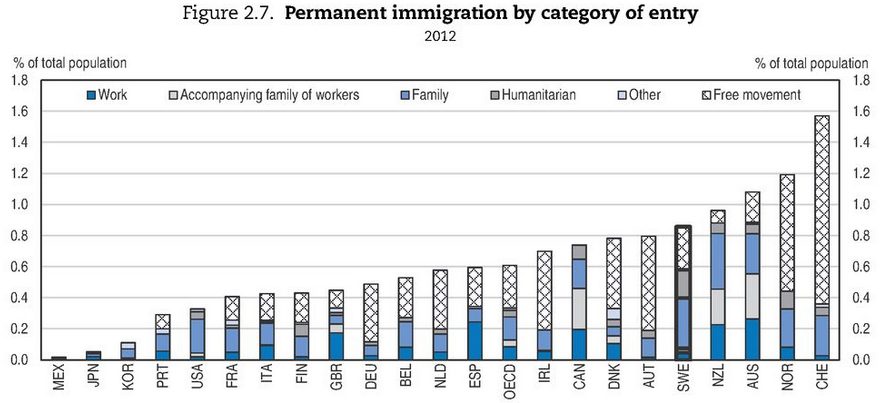 Figure 2.7. Permanent immigration by category of entry
2012
% of total population % of total population
1.8 1.8
Work Accompanying family of workers Family Humanitarian Other Free movement
1.6 1.6
1.4 1.4
1.2 1.2
1.0 1.0
0.8 0.8
0.6 0.6
0.4 0.4
0.2 0.2
0.0 0.0
MEX JPN KOR PRT USA FRA ITA FIN GBR DEU BEL NLD ESP OECD IRL CAN DNK AUT SWE NZL AUS NOR CHE